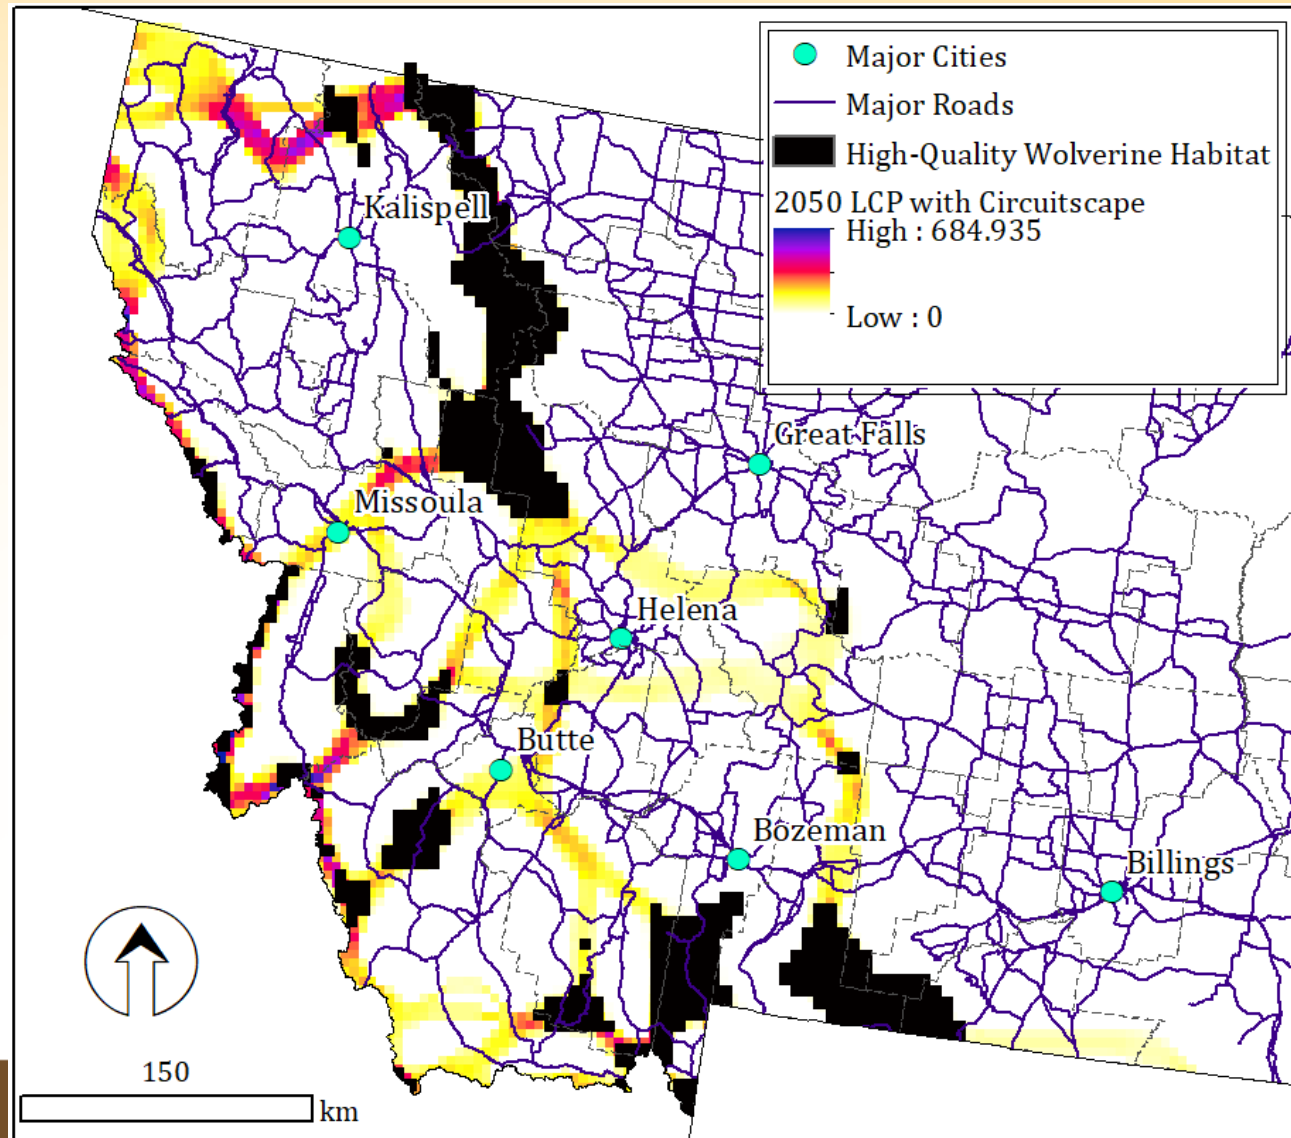 Major Cities
Major Roads
High-Quality Wolverine Habitat
2050 LCP with Circuitscape
High : 684.935
Low : 0
Kalispell
Great Falls
Missoula
Helena
Butte
Bozeman
Billings
150
km